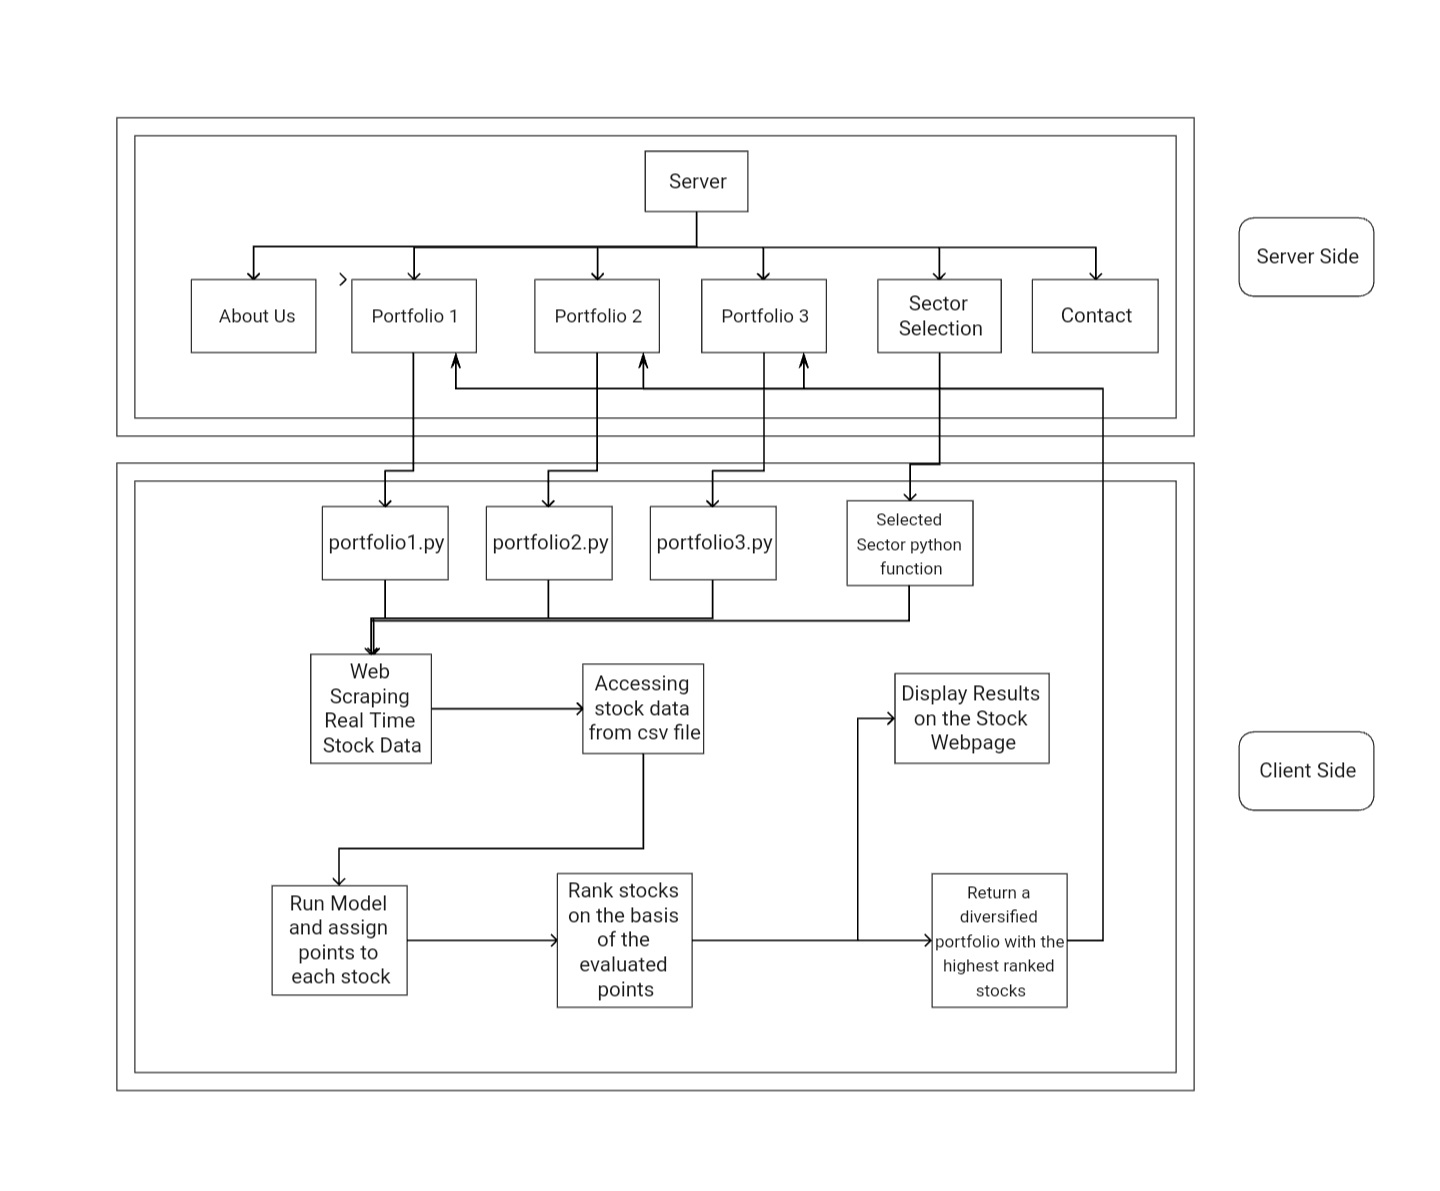 Server
Server Side
About Us
Portfolio 1
Portfolio 2
Portfolio 3
Sector
Selection
Contact
portfolio1.py
portfolio2.py
portfolio3.py
Selected
Sector python
function
Web
Scraping
Real Time
Stock Data
Accessing
stock data
from csv file
Display Results
on the Stock
Webpage
Client Side
Run Model
and assign
points to
each stock
Rank stocks
on the basis
of the
evaluated
points
Return a
diversified
portfolio with the
highest ranked
stocks